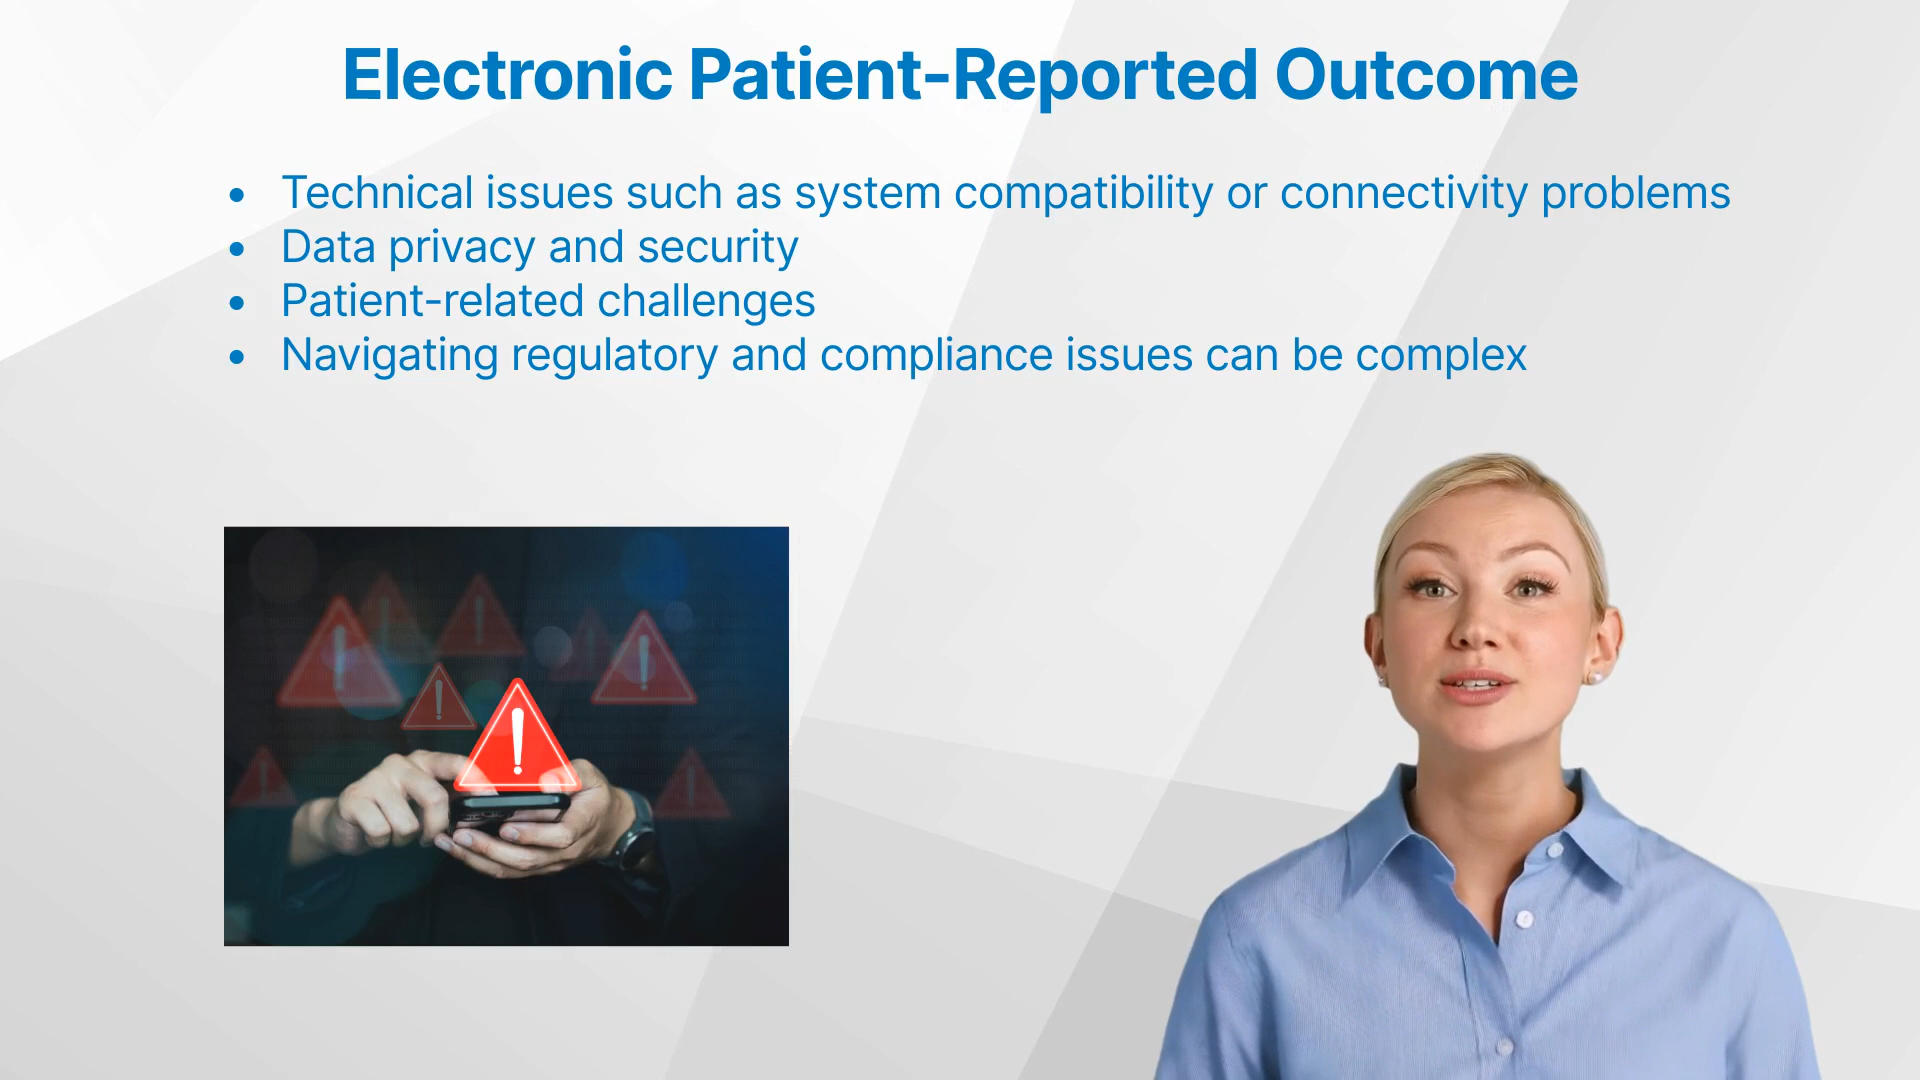 Electronic Patient-Reported Outcome
• Technical issues such as system compatibility or connectivity problems
• Data privacy and security
• Patient-related challenges
• Navigating regulatory and compliance issues can be complex